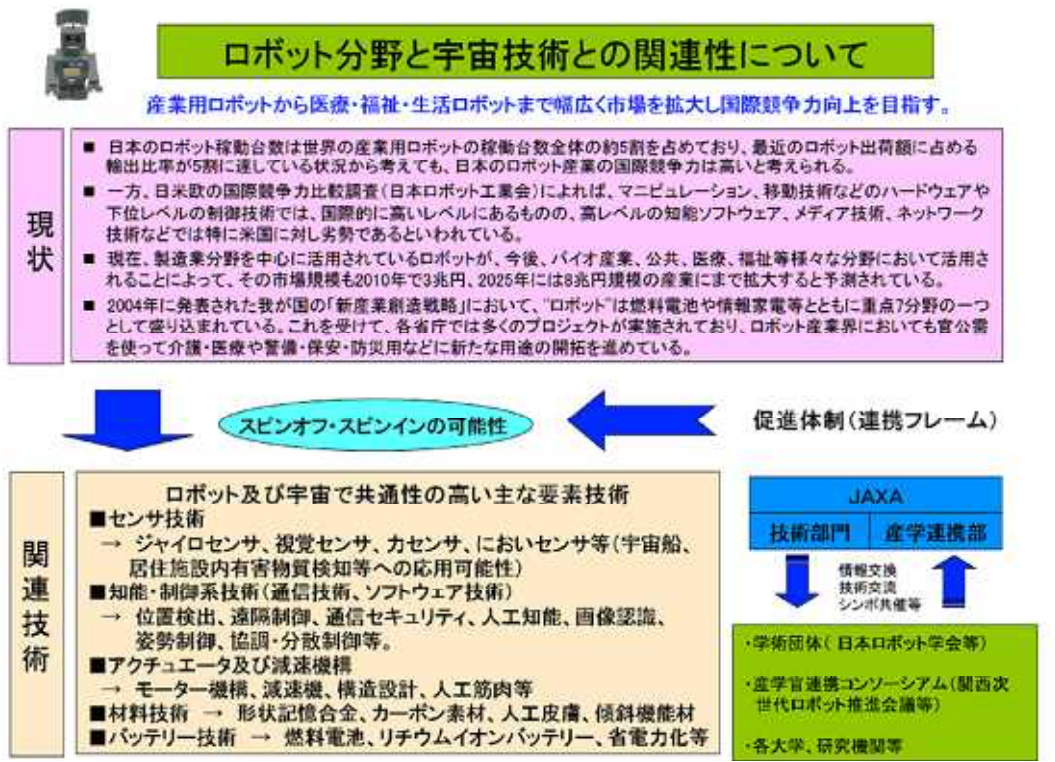 ロボット分野と宇宙技術との関連性について
産業用ロボットから医療・福祉・生活ロボットまで幅広く市場を拡大し国際競争力向上を目指す。
現状
■ 日本のロボット稼動台数は世界の産業用ロボットの稼働台数全体の約5割を占めており、最近のロボット出荷額に占める
輸出比率が5割に達している状況から考えても、日本のロボット産業の国際競争力は高いと考えられる。
■ 一方、日米欧の国際競争力比較調査(日本ロボット工業会)によれば、マニピュレーション、移動技術などのハードウェアや
下位レベルの制御技術では、国際的に高いレベルにあるものの、高レベルの知能ソフトウェア、メディア技術、ネットワーク
技術などでは特に米国に対し劣勢であるといわれている。
■ 現在、製造業分野を中心に活用されているロボットが、今後、バイオ産業、公共、医療、福祉等様々な分野において活用さ
れることによって、その市場規模も2010年で3兆円、2025年には8兆円規模の産業にまで拡大すると予測されている。
■ 2004年に発表された我が国の「新産業創造戦略」において、“ロボット”は燃料電池や情報家電等とともに重点7分野の一つ
として盛り込まれている。これを受けて、各省庁では多くのプロジェクトが実施されており、ロボット産業界においても官公需
を使って介護・医療や警備・保安・防災用などに新たな用途の開拓を進めている。
スピンオフ・スピンインの可能性
促進体制(連携フレーム)
関連技術
ロボット及び宇宙で共通性の高い主な要素技術
■センサ技術
→ ジャイロセンサ、視覚センサ、力センサ、においセンサ等(宇宙船、
居住施設内有害物質検知等への応用可能性)
■知能・制御系技術(通信技術、ソフトウェア技術)
→ 位置検出、遠隔制御、通信セキュリティ、人工知能、画像認識、
姿勢制御、協調・分散制御等。
■アクチュエータ及び減速機構
→ モーター機構、減速機、構造設計、人工筋肉等
■材料技術 → 形状記憶合金、カーボン素材、人工皮膚、傾斜機能材
■バッテリー技術 → 燃料電池、リチウムイオンバッテリー、省電力化等
JAXA
技術部門 産学連携部
情報交換
技術交流
シンポ共催等
・学術団体( 日本ロボット学会等)
・産学官連携コンソーシアム(関西次
世代ロボット推進会議等)
・各大学、研究機関等